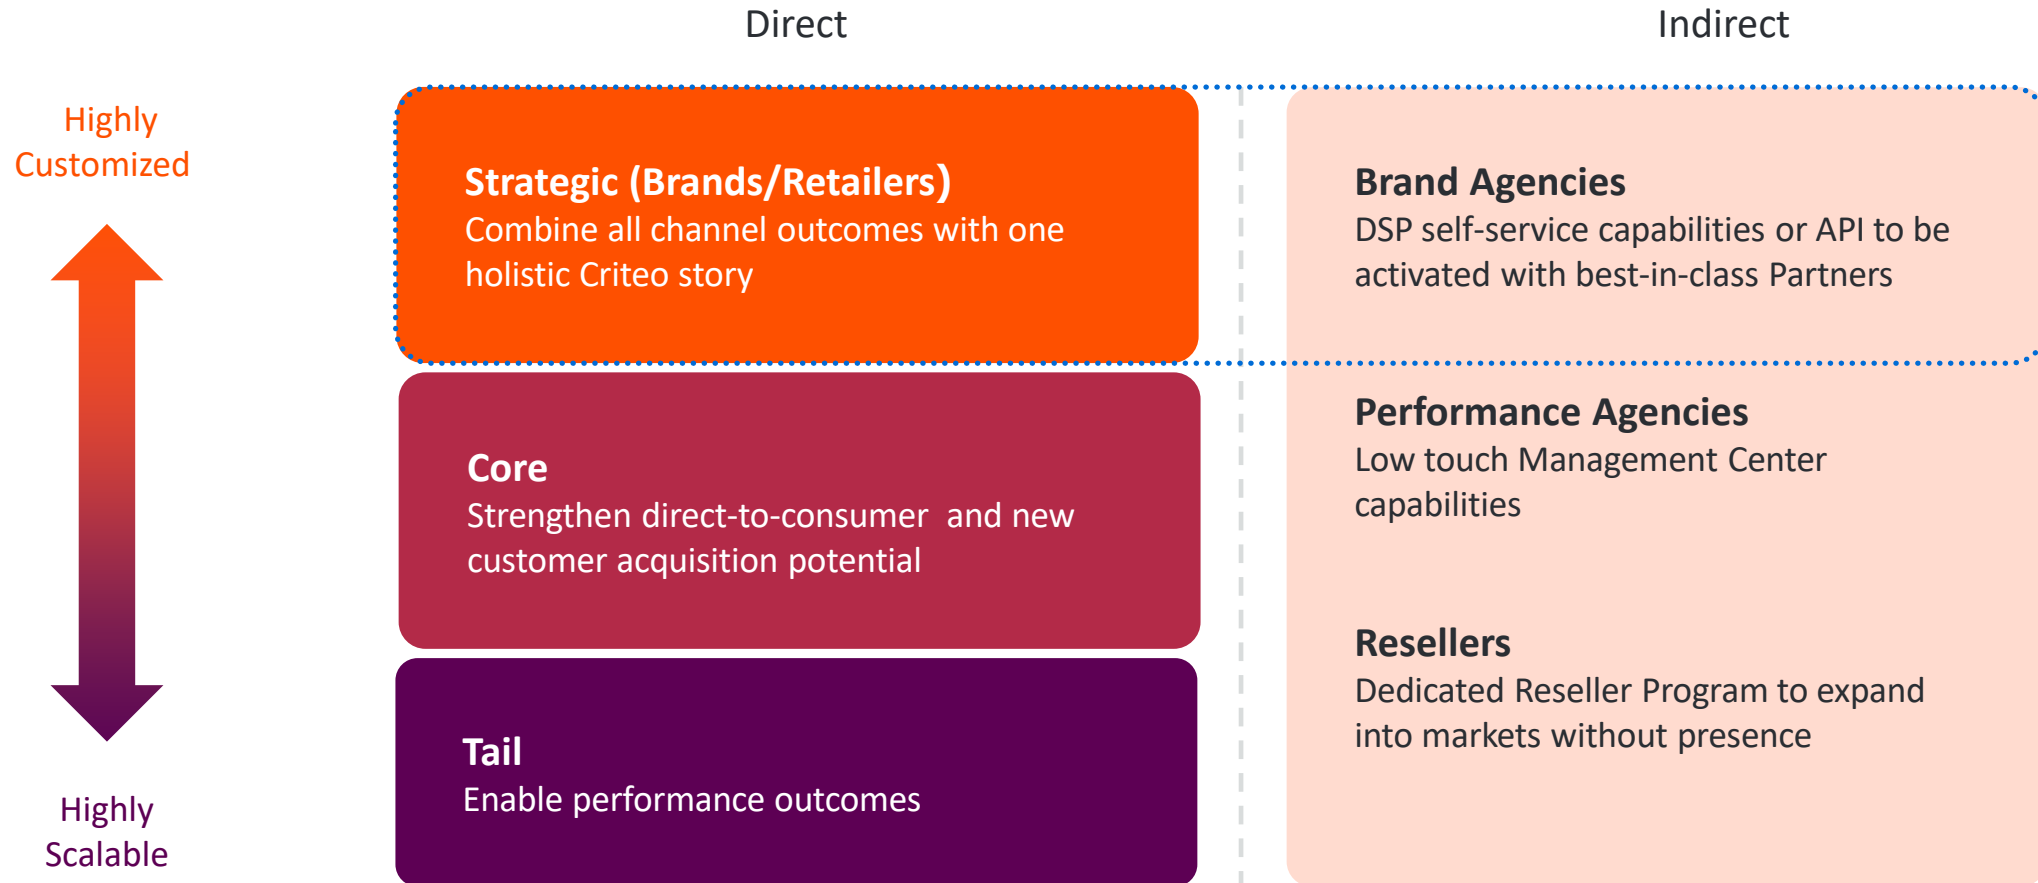 Direct
Indirect
Highly
Customized
Strategic (Brands/Retailers)
Combine all channel outcomes with one
holistic Criteo story
Brand Agencies
DSP self-service capabilities or API to be
activated with best-in-class Partners
Core
Strengthen direct-to-consumer  and new
customer acquisition potential
Performance Agencies
Low touch Management Center
capabilities
Resellers
Dedicated Reseller Program to expand
into markets without presence
Tail
Enable performance outcomes
Highly
Scalable